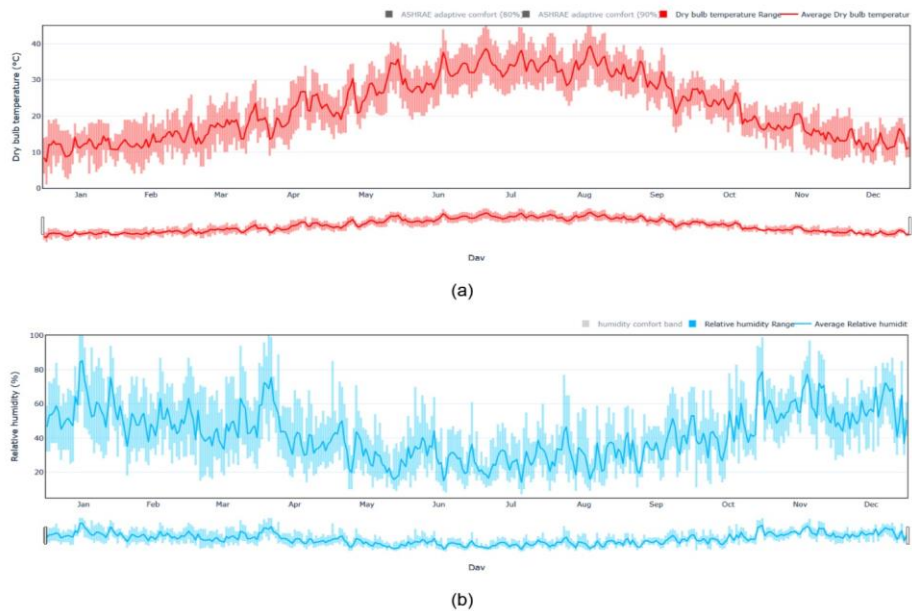 ASHRAE adaptive comfort (80%) ASHRAE adaptive comfort (90%) Dry bulb temperature Range Average Dry bulb temperatur
Dry bulb temperature (°C)
40
30
20
10
0
Jan Feb Mar Apr May Jun Jul Aug Sep Oct Nov Dec
Day
(a)
humidity comfort band Relative humidity Range Average Relative humidit
Relative humidity (%)
100
80
60
40
20
Jan Feb Mar Apr May Jun Jul Aug Sep Oct Nov Dec
Day
(b)